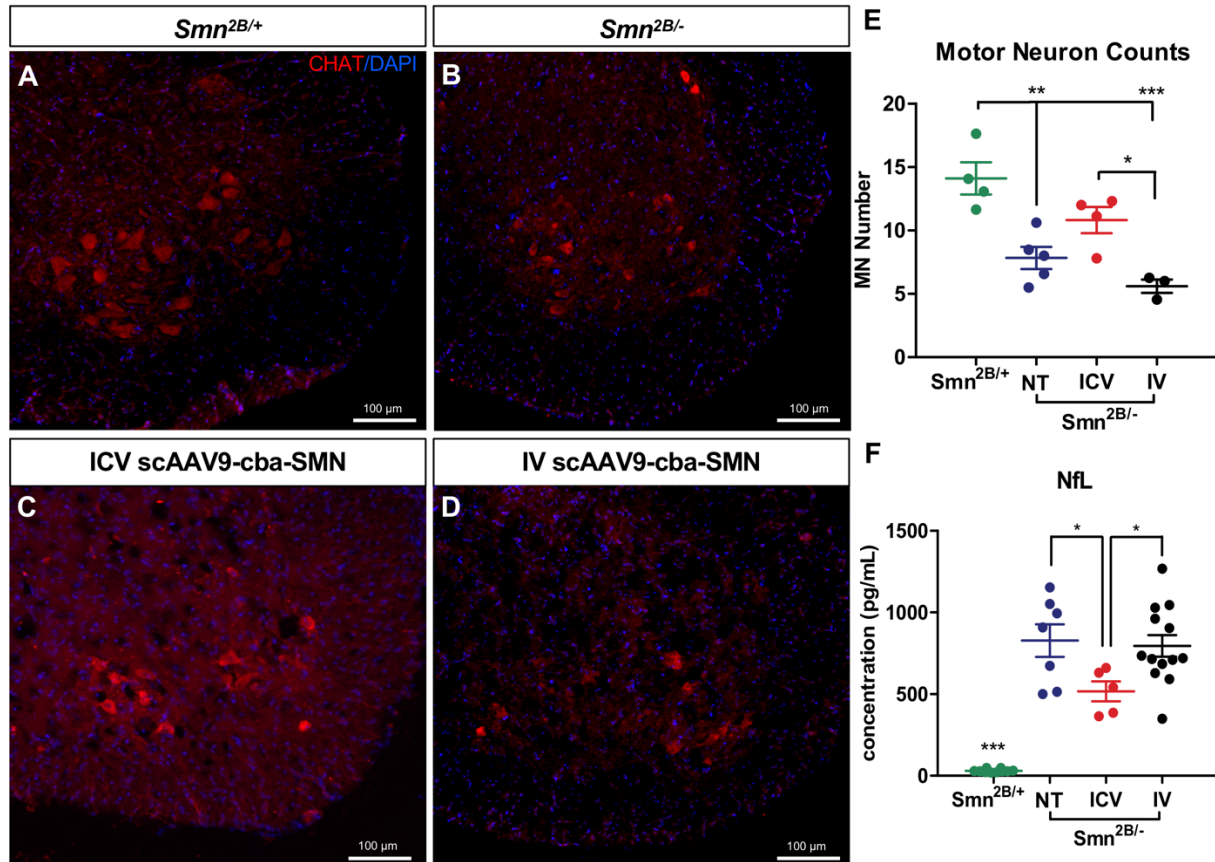 Smn2B/+
Smn2B/-
A
CHAT/DAPI
B
100 µm
100 µm
ICV scAAV9-cba-SMN
IV scAAV9-cba-SMN
C
D
100 µm
100 µm
E
Motor Neuron Counts
MN Number
20
15
10
5
0
**
***
*
Smn2B/+
NT
ICV
IV
Smn2B/-
F
NfL
concentration (pg/mL)
1500
1000
500
0
*
*
***
Smn2B/+
NT
ICV
IV
Smn2B/-